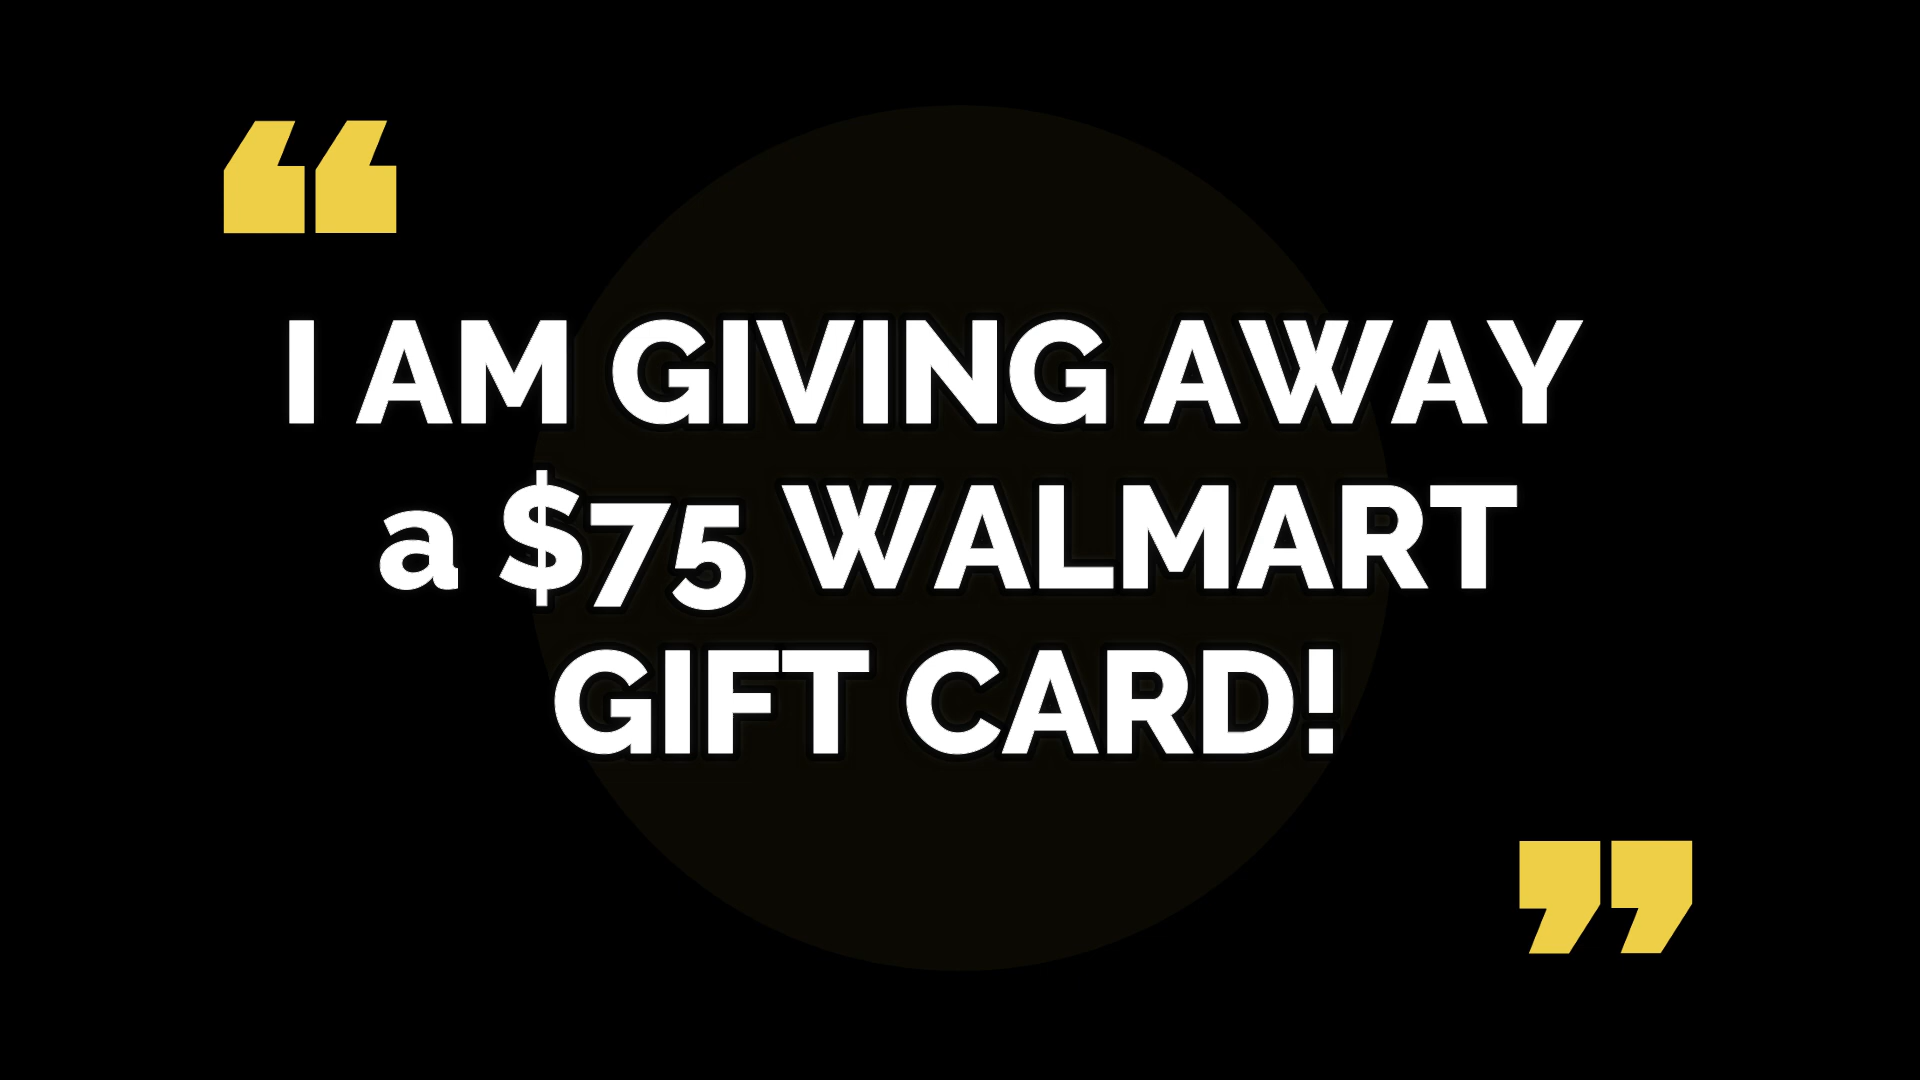 “
I AM GIVING AWAY
a $75 WALMART
GIFT CARD!
”